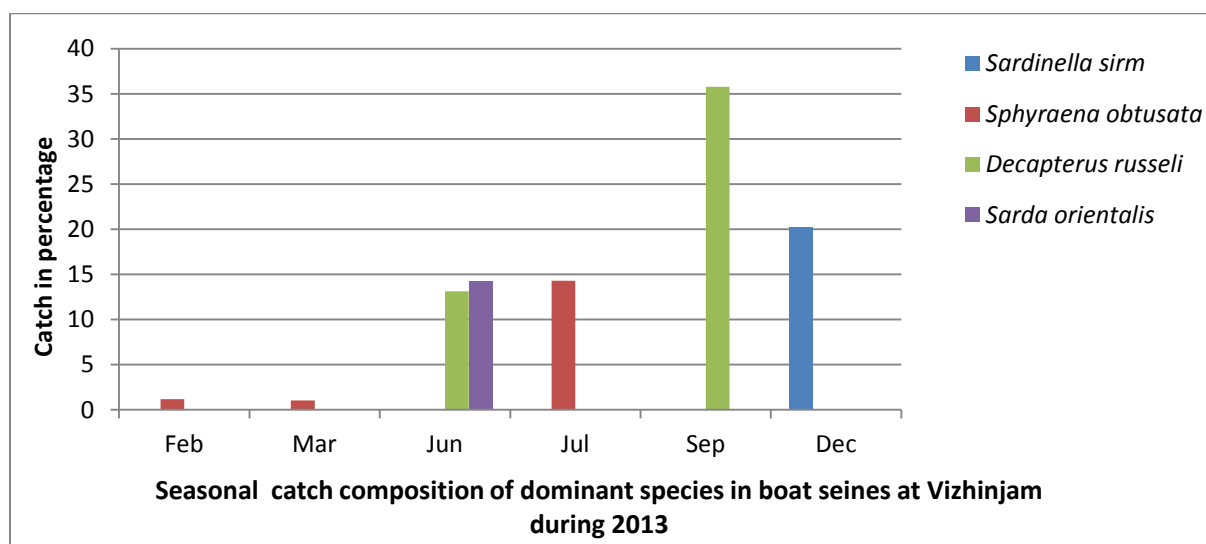 40
35
30
25
20
15
10
5
0
Catch in percentage
Feb Mar Jun Jul Sep Dec
Seasonal catch composition of dominant species in boat seines at Vizhinjam
during 2013
Sardinella sirm
Sphyraena obtusata
Decapterus russeli
Sarda orientalis